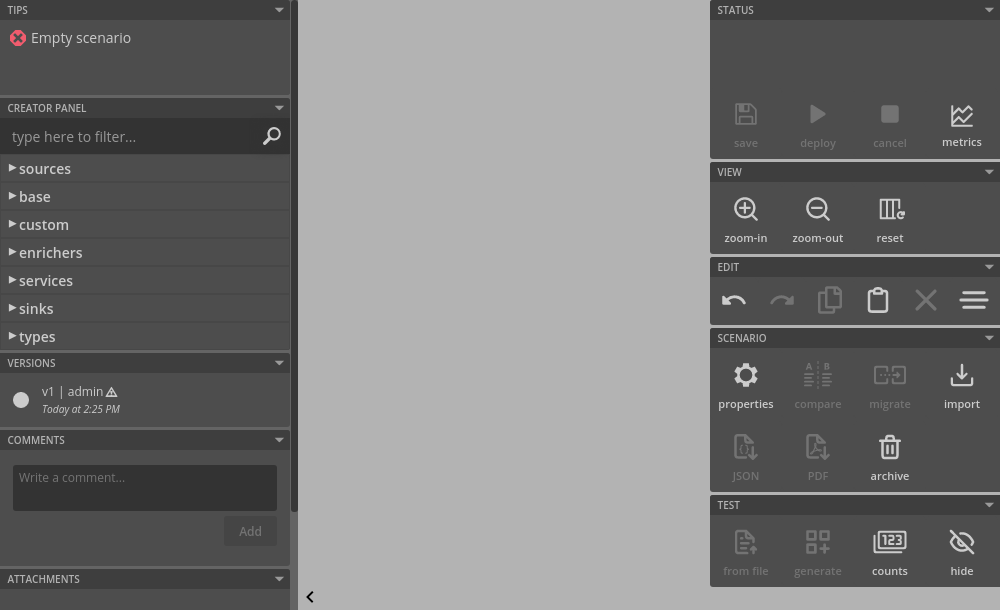 TIPS
Empty scenario
CREATOR PANEL
type here to filter...
sources
base
custom
enrichers
services
sinks
types
VERSIONS
v1 | admin
Today at 2:25 PM
COMMENTS
Write a comment...
Add
ATTACHMENTS
STATUS
save deploy cancel metrics
VIEW
zoom-in zoom-out reset
EDIT
SCENARIO
A B
properties compare migrate import
JSON PDF archive
TEST
123
from file generate counts hide